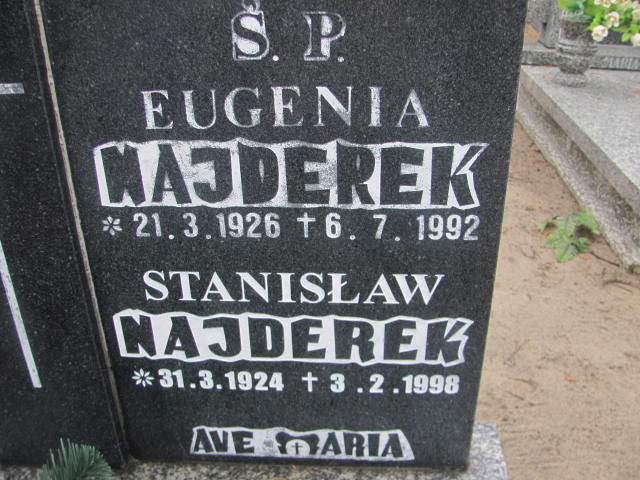 Ś. P.
EUGENIA
NAJDEREK
* 21.3.1926 † 6.7.1992
STANISŁAW
NAJDEREK
* 31.3.1924 † 3.2.1998
AVE MARIA